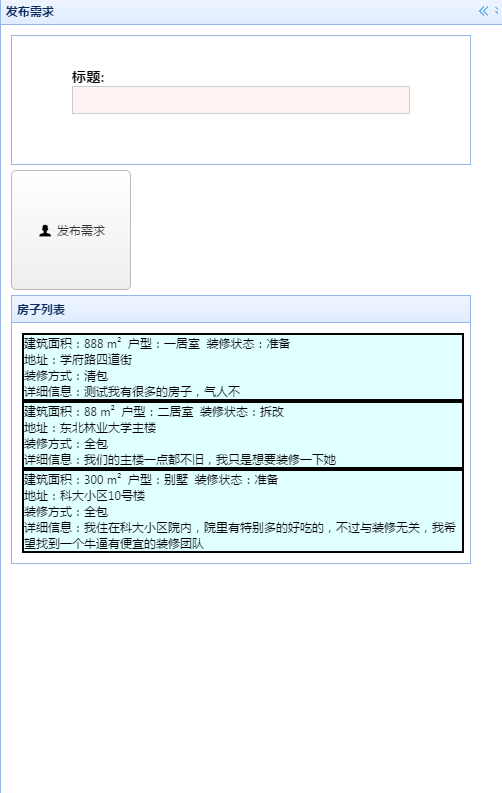 发布需求
标题:
发布需求
房子列表
建筑面积：888 m² 户型：一居室 装修状态：准备
地址：学府路四道街
装修方式：清包
详细信息：测试我有很多的房子，气人不
建筑面积：88 m² 户型：二居室 装修状态：拆改
地址：东北林业大学主楼
装修方式：全包
详细信息：我们的主楼一点都不旧，我只是想要装修一下她
建筑面积：300 m² 户型：别墅 装修状态：准备
地址：科大小区10号楼
装修方式：全包
详细信息：我住在科大小区院内，院里有特别多的好吃的，不过与装修无关，我希
望找到一个牛逼有便宜的装修团队